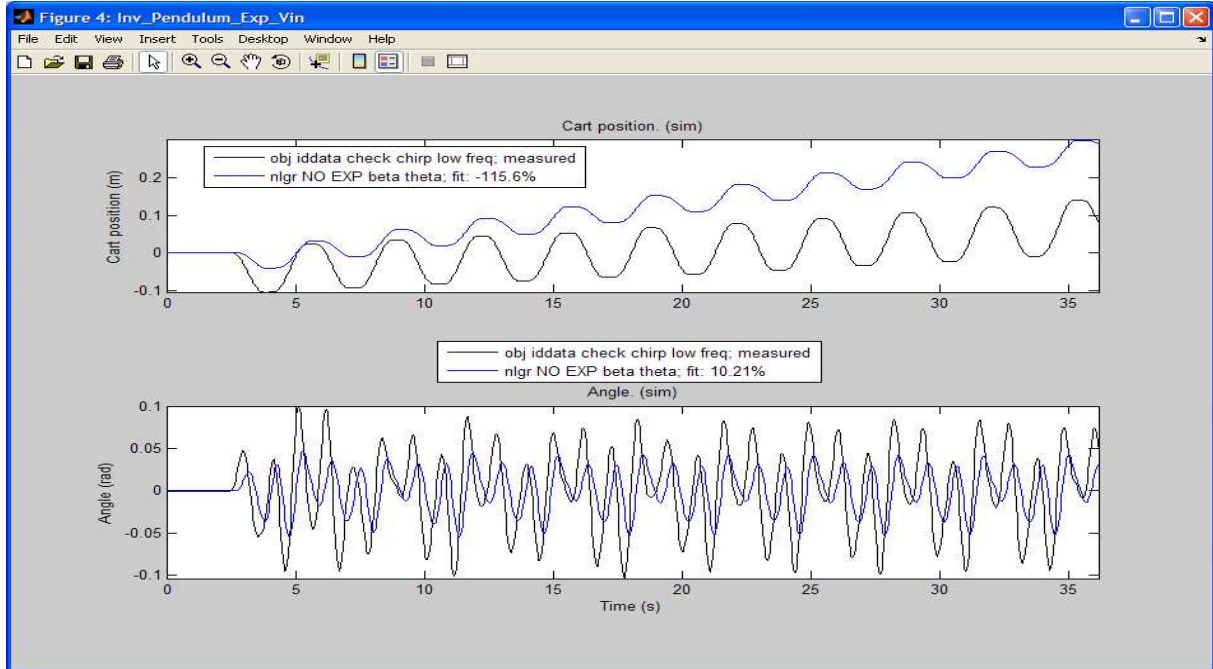 Figure 4: Inv_Pendulum_Exp_Vin
File Edit View Insert Tools Desktop Window Help
Cart position. (sim)
obj iddata check chirp low freq; measured
nlgr NO EXP beta theta; fit: -115.6%
Cart position (m)
0.2
0.1
0
-0.1
0 5 10 15 20 25 30 35
obj iddata check chirp low freq; measured
nlgr NO EXP beta theta; fit: 10.21%
Angle. (sim)
Angle (rad)
0.1
0.05
0
-0.05
-0.1
0 5 10 15 20 25 30 35
Time (s)